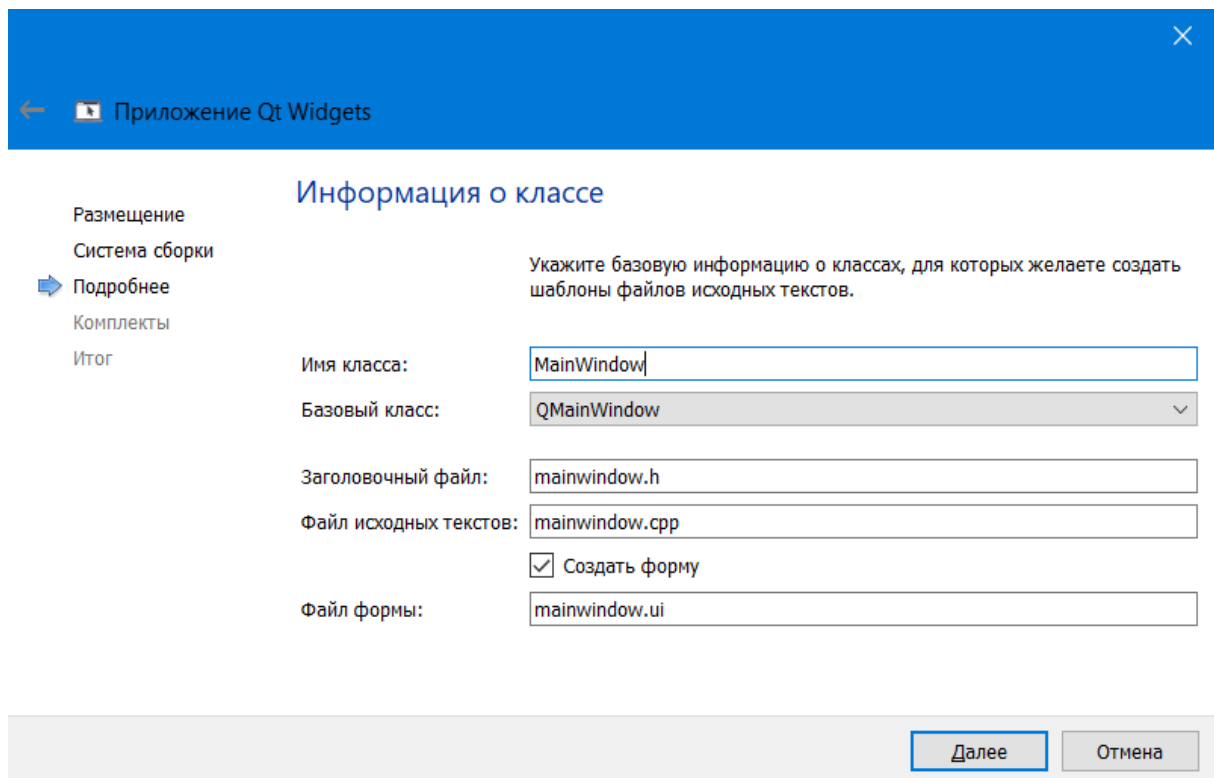 Приложение Qt Widgets
Размещение
Система сборки
Подробнее
Комплекты
Итог
Информация о классе
Укажите базовую информацию о классах, для которых желаете создать
шаблоны файлов исходных текстов.
Имя класса: MainWindow
Базовый класс: QMainWindow
Заголовочный файл: mainwindow.h
Файл исходных текстов: mainwindow.cpp
Создать форму
Файл формы: mainwindow.ui
Далее Отмена